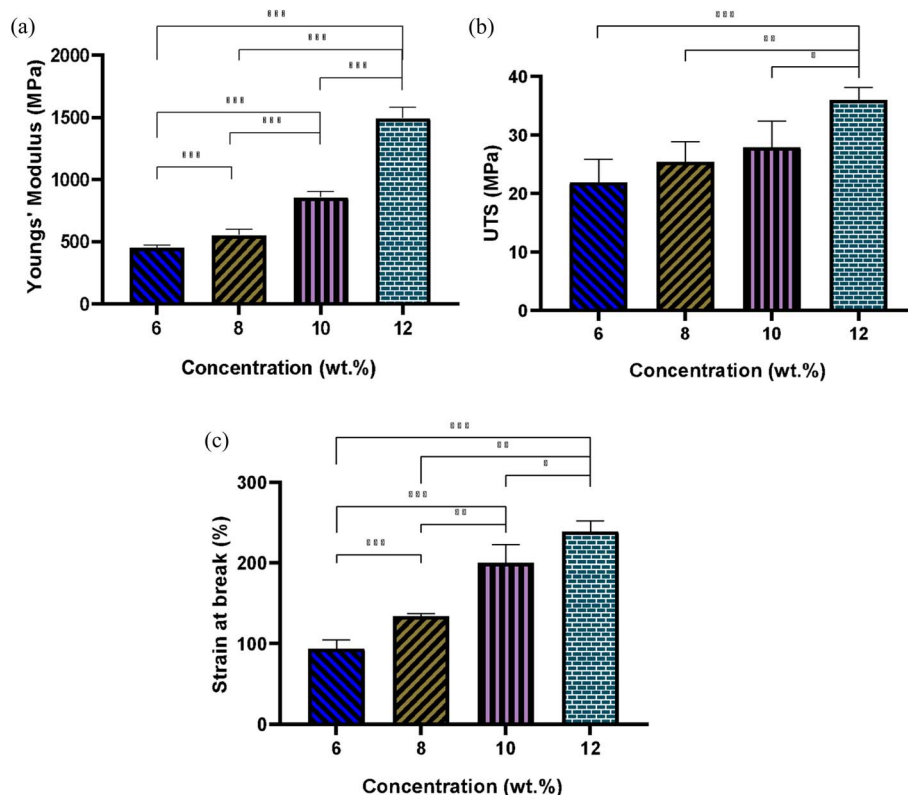 (a)
Youngs' Modulus (MPa)
2000
1500
1000
500
0
6 8 10 12
Concentration (wt.%)
(b)
UTS (MPa)
40
30
20
10
0
6 8 10 12
Concentration (wt.%)
(c)
Strain at break (%)
300
200
100
0
6 8 10 12
Concentration (wt.%)